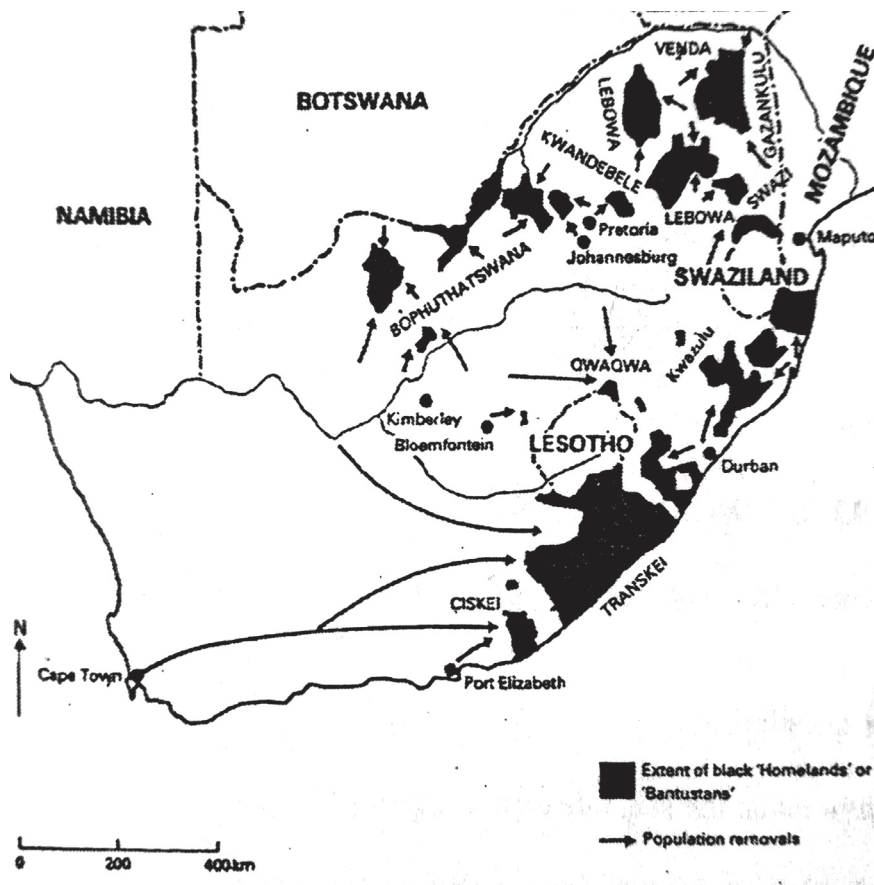 VENDA
GAZANKULU
MOZAMBIQUE
LEBOWA
BOTSWANA
KWANDEBELE
SWAZI
NAMIBIA
LEBOWA
Pretoria
Maputo
Johannesburg
SWAZILAND
BOPHUTHATSWANA
Kwazulu
QWAQWA
Kimberley
Bloemfontein
LESOTHO
Durban
TRANSKEI
CISKEI
N
Cape Town
Port Elizabeth
Extent of black 'Homelands' or
'Bantustans'
Population removals
0 200 400km